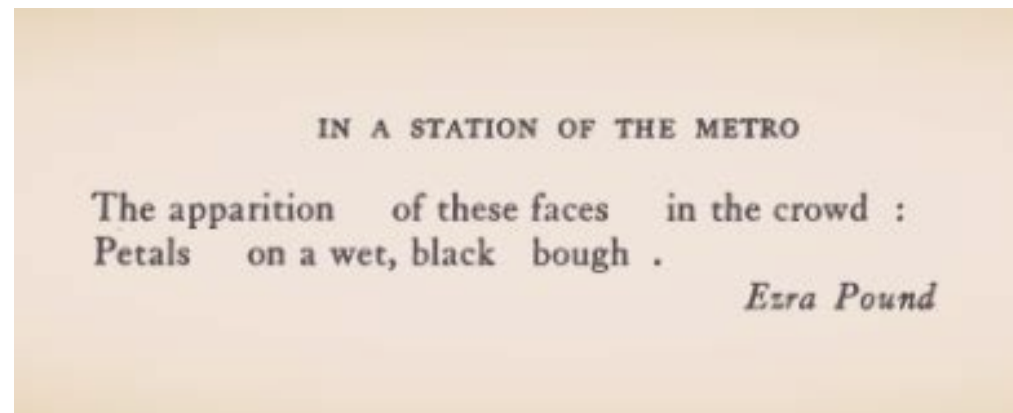 IN A STATION OF THE METRO
The apparition of these faces in the crowd :
Petals on a wet, black bough .
Ezra Pound